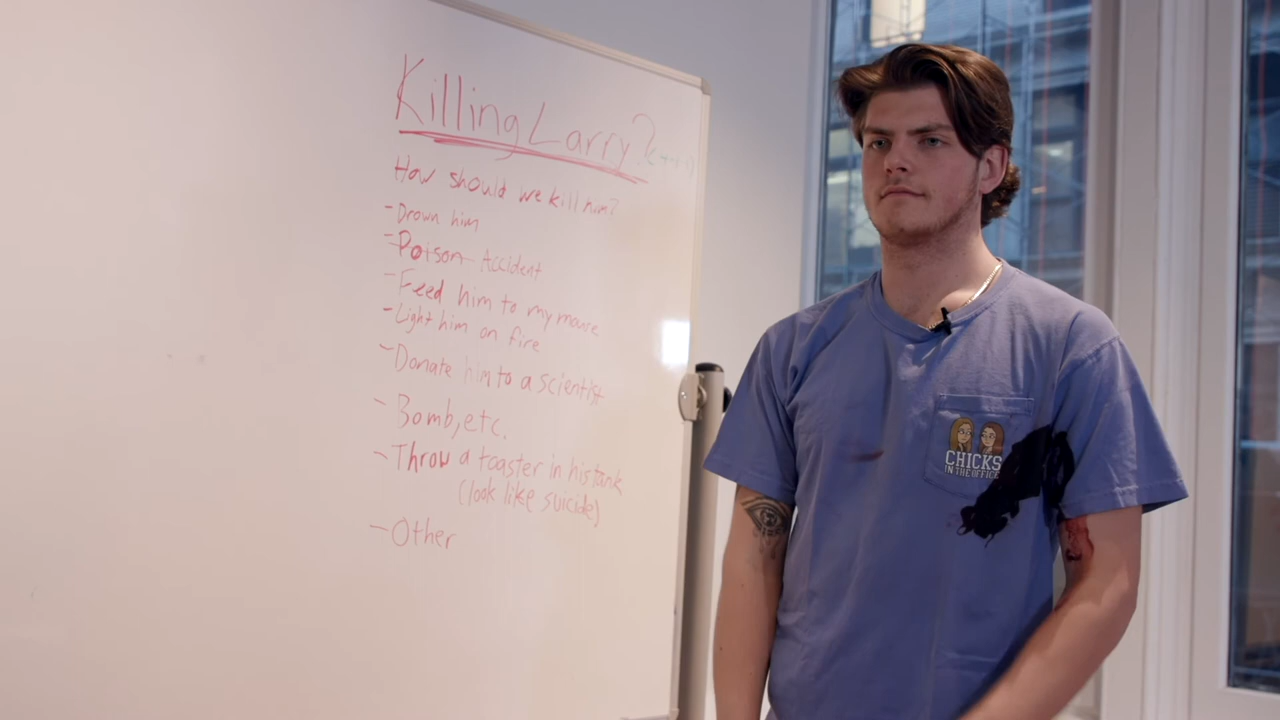 Killing Larry?
How should we kill him?
- Drown him
- Poison Accident
- Feed him to my mouse
- Light him on fire
- Donate him to a scientist
- Bomb, etc.
- Throw a toaster in his tank
(look like suicide)
- Other
CHICKS
IN THE OFFICE